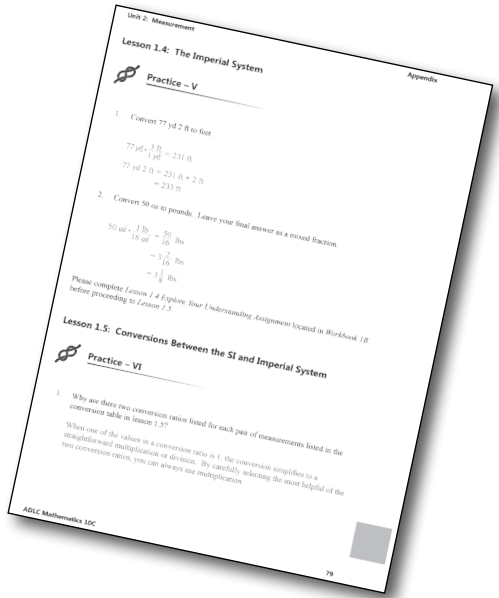 Unit 2: Measurement
Appendix
Lesson 1.4: The Imperial System
Practice – V
1. Convert 77 yd 2 ft to feet.
77 yd · 3 ft / 1 yd = 231 ft
77 yd 2 ft = 231 ft + 2 ft
= 233 ft
2. Convert 50 oz to pounds. Leave your final answer as a mixed fraction.
50 oz · 1 lb / 16 oz = 50/16 lbs
= 3 2/16 lbs
= 3 1/8 lbs
Please complete Lesson 1.4 Explore Your Understanding Assignment located in Workbook 1B
before proceeding to Lesson 1.5.
Lesson 1.5: Conversions Between the SI and Imperial System
Practice – VI
1. Why are there two conversion ratios listed for each pair of measurements listed in the
conversion table in lesson 1.5?
When one of the values in a conversion ratio is 1, the conversion simplifies to a
straightforward multiplication or division. By carefully selecting the most helpful of the
two conversion ratios, you can always use multiplication.
ADLC Mathematics 10C
79